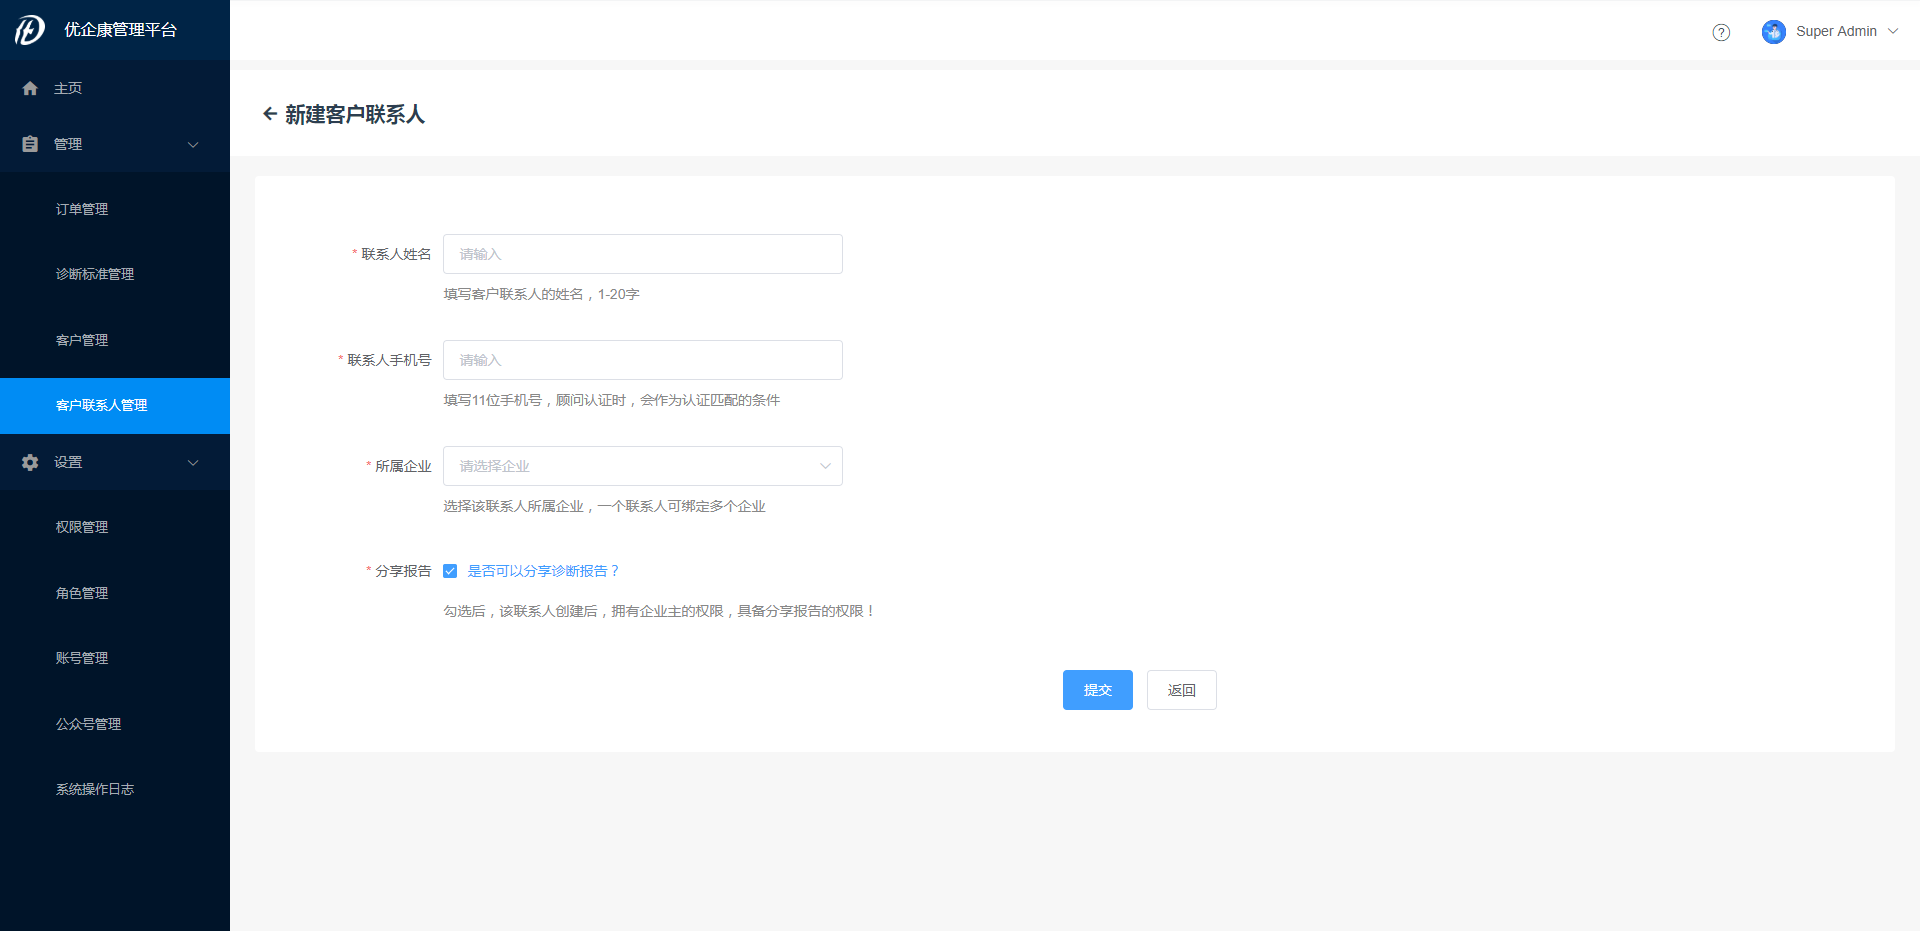 优企康管理平台
Super Admin
主页
管理
订单管理
诊断标准管理
客户管理
客户联系人管理
设置
权限管理
角色管理
账号管理
公众号管理
系统操作日志
新建客户联系人
* 联系人姓名 请输入
填写客户联系人的姓名，1-20字
* 联系人手机号 请输入
填写11位手机号，顾问认证时，会作为认证匹配的条件
* 所属企业 请选择企业
选择该联系人所属企业，一个联系人可绑定多个企业
* 分享报告 是否可以分享诊断报告？
勾选后，该联系人创建后，拥有企业主的权限，具备分享报告的权限！
提交 返回